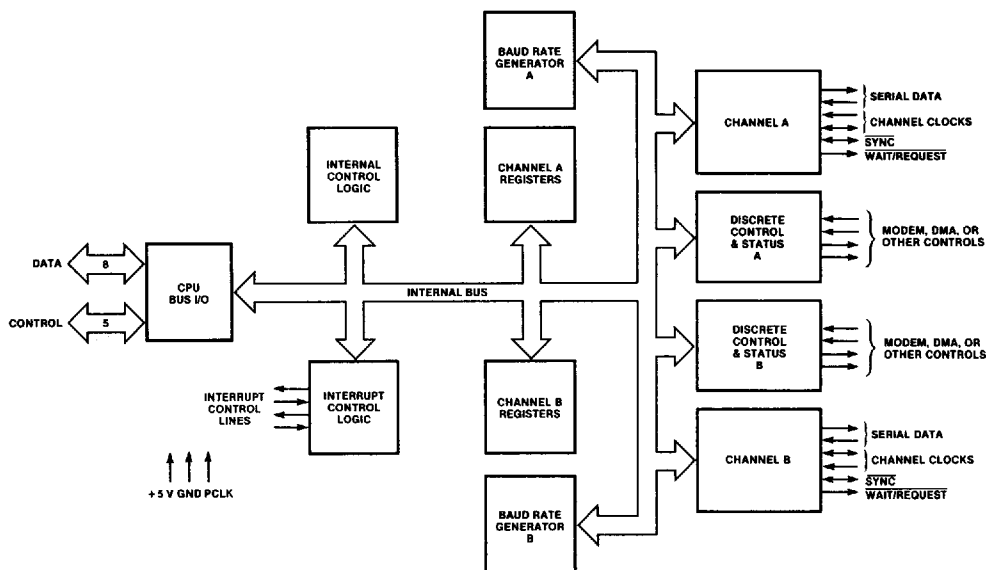 BAUD RATE
GENERATOR
A
CHANNEL A
SERIAL DATA
CHANNEL CLOCKS
SYNC
WAIT/REQUEST
INTERNAL
CONTROL
LOGIC
CHANNEL A
REGISTERS
DISCRETE
CONTROL
& STATUS
A
MODEM, DMA, OR
OTHER CONTROLS
DATA
8
CPU
BUS I/O
CONTROL
5
INTERNAL BUS
DISCRETE
CONTROL
& STATUS
B
MODEM, DMA, OR
OTHER CONTROLS
INTERRUPT
CONTROL
LINES
INTERRUPT
CONTROL
LOGIC
CHANNEL B
REGISTERS
CHANNEL B
SERIAL DATA
CHANNEL CLOCKS
SYNC
WAIT/REQUEST
+5 V GND PCLK
BAUD RATE
GENERATOR
B